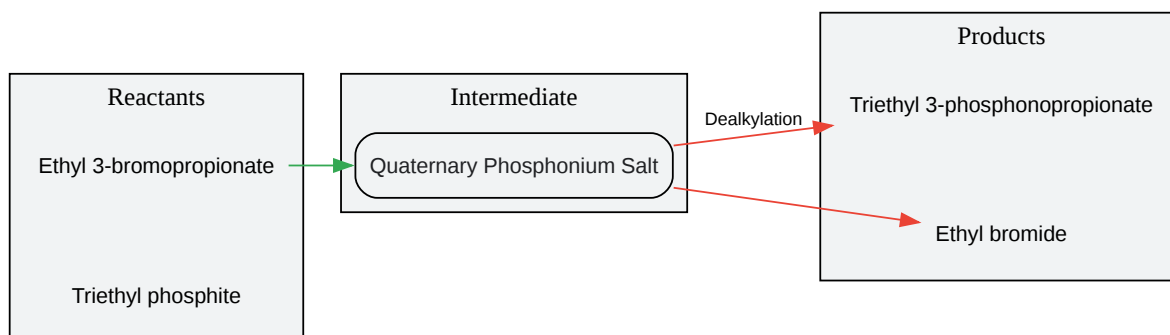 Reactants
Ethyl 3-bromopropionate
Triethyl phosphite
Intermediate
Quaternary Phosphonium Salt
Dealkylation
Products
Triethyl 3-phosphonopropionate
Ethyl bromide